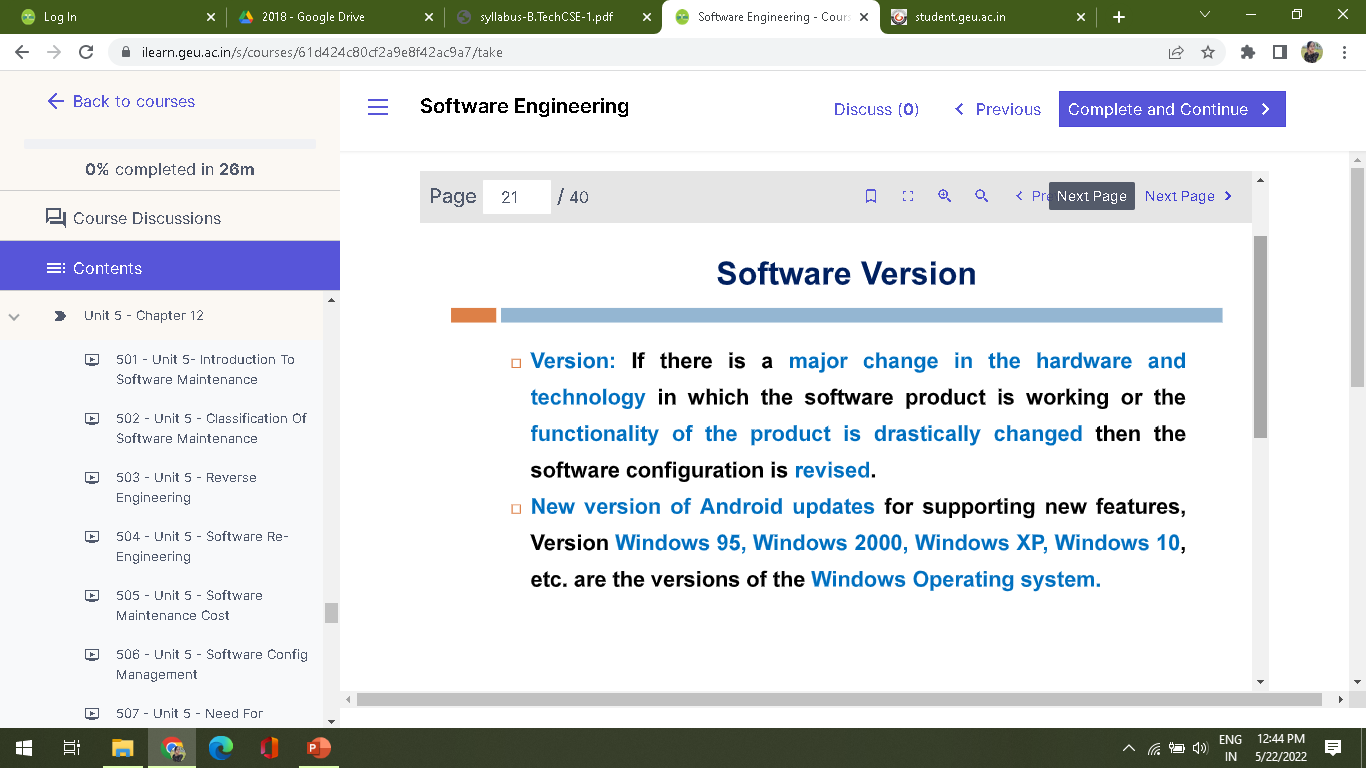 Log In
2018 - Google Drive
syllabus-B.TechCSE-1.pdf
Software Engineering - Cours
student.geu.ac.in
ilearn.geu.ac.in/s/courses/61d424c80cf2a9e8f42ac9a7/take
Back to courses
0% completed in 26m
Course Discussions
Contents
Unit 5 - Chapter 12
501 - Unit 5- Introduction To
Software Maintenance
502 - Unit 5 - Classification Of
Software Maintenance
503 - Unit 5 - Reverse
Engineering
504 - Unit 5 - Software Re-
Engineering
505 - Unit 5 - Software
Maintenance Cost
506 - Unit 5 - Software Config
Management
507 - Unit 5 - Need For
Software Engineering
Discuss (0)
Previous
Complete and Continue
Page 21 / 40
Pre
Next Page
Next Page
Software Version
Version: If there is a major change in the hardware and
technology in which the software product is working or the
functionality of the product is drastically changed then the
software configuration is revised.
New version of Android updates for supporting new features,
Version Windows 95, Windows 2000, Windows XP, Windows 10,
etc. are the versions of the Windows Operating system.
ENG
IN
12:44 PM
5/22/2022